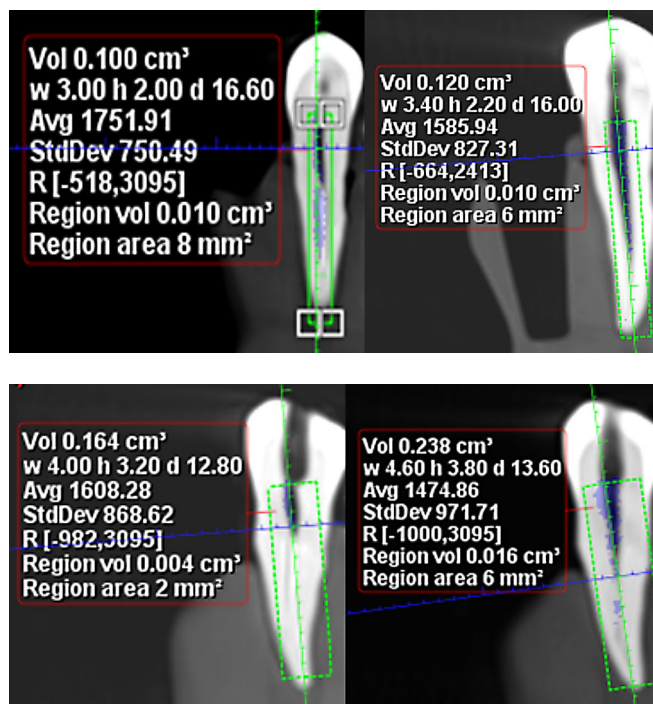 Vol 0.100 cm³
w 3.00 h 2.00 d 16.60
Avg 1751.91
StdDev 750.49
R [-518,3095]
Region vol 0.010 cm³
Region area 8 mm²
Vol 0.120 cm³
w 3.40 h 2.20 d 16.00
Avg 1585.94
StdDev 827.31
R [-664,2413]
Region vol 0.010 cm³
Region area 6 mm²
Vol 0.164 cm³
w 4.00 h 3.20 d 12.80
Avg 1608.28
StdDev 868.62
R [-982,3095]
Region vol 0.004 cm³
Region area 2 mm²
Vol 0.238 cm³
w 4.60 h 3.80 d 13.60
Avg 1474.86
StdDev 971.71
R [-1000,3095]
Region vol 0.016 cm³
Region area 6 mm²